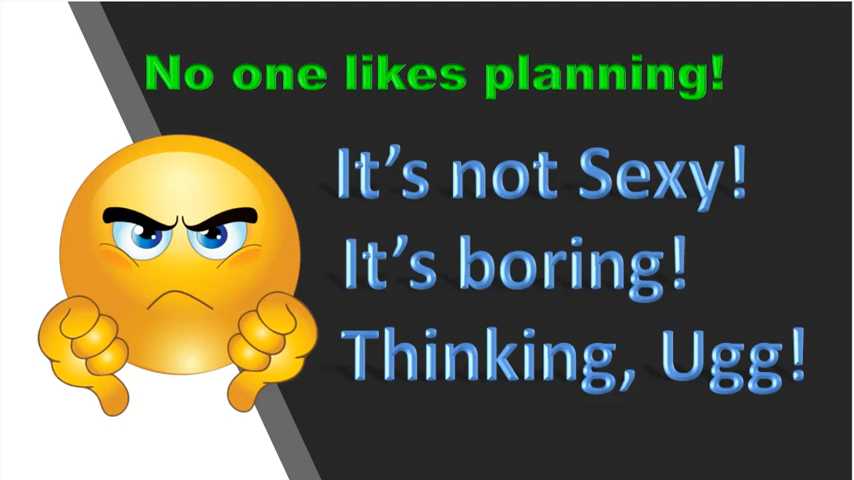 No one likes planning!
It’s not Sexy!
It’s boring!
Thinking, Ugg!